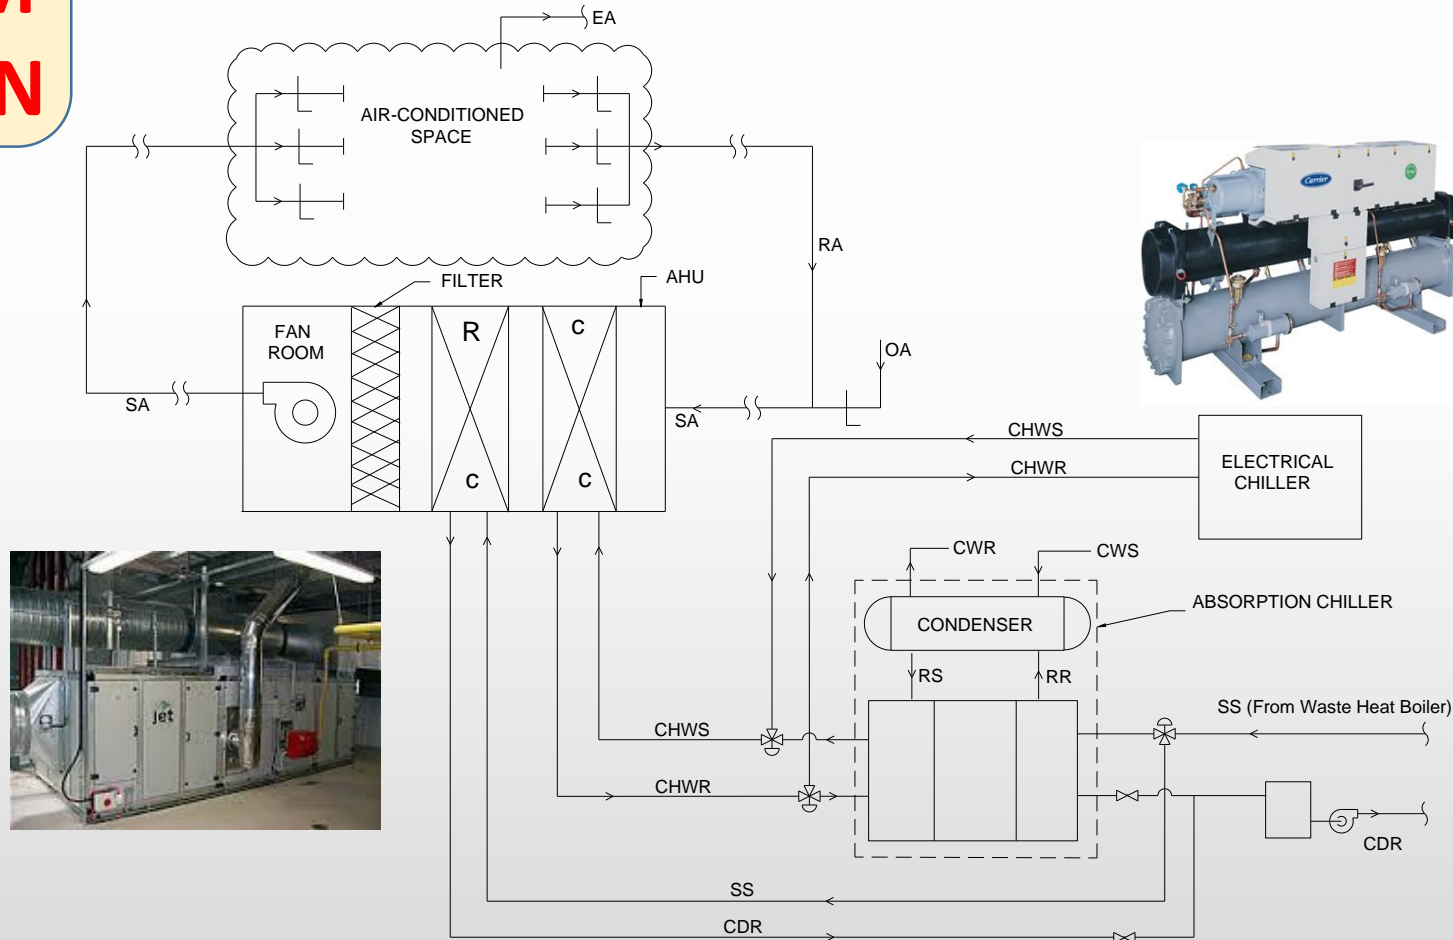 M
N
EA
AIR-CONDITIONED
SPACE
RA
FILTER
AHU
FAN
ROOM
R
c
c
c
OA
SA
SA
Carrier
CHWS
CHWR
ELECTRICAL
CHILLER
CWR
CWS
ABSORPTION CHILLER
CONDENSER
RS
RR
jet
SS (From Waste Heat Boiler)
CHWS
CHWR
CDR
SS
CDR